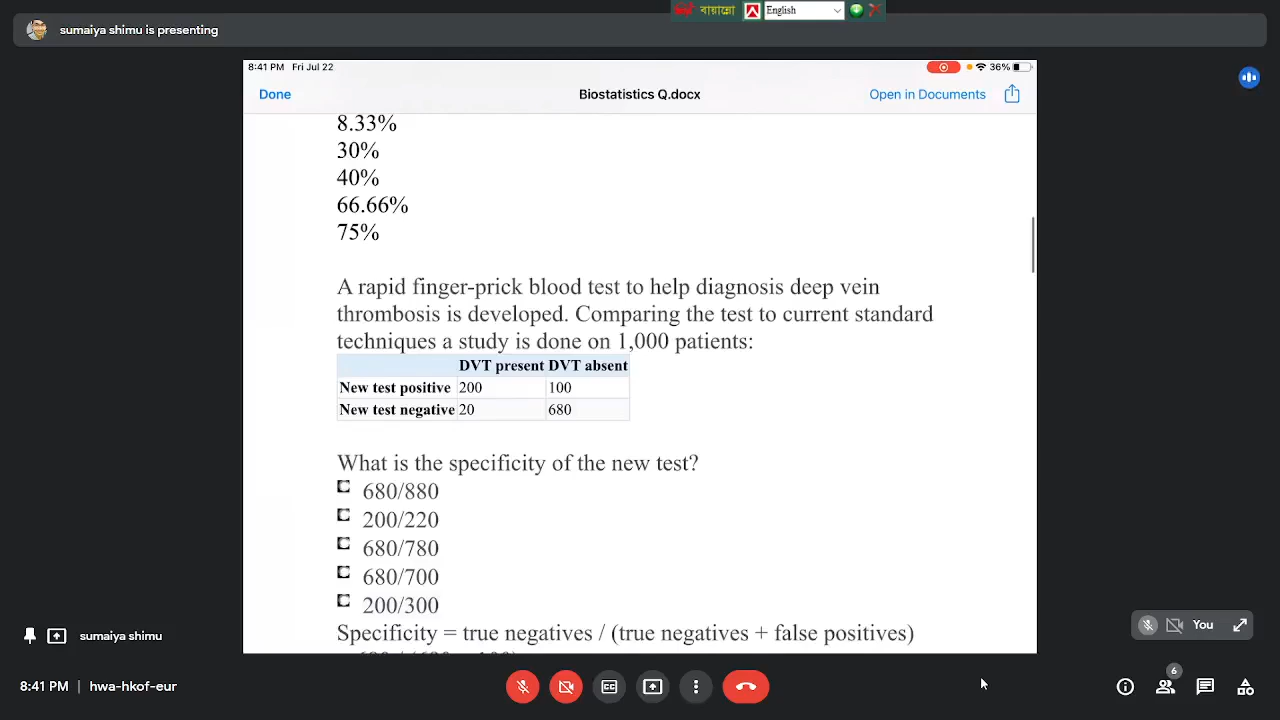 বায়ান্নো English
sumaiya shimu is presenting
8:41 PM Fri Jul 22
36%
Done
Biostatistics Q.docx
Open in Documents
8.33%
30%
40%
66.66%
75%
A rapid finger-prick blood test to help diagnosis deep vein
thrombosis is developed. Comparing the test to current standard
techniques a study is done on 1,000 patients:
DVT present DVT absent
New test positive 200 100
New test negative 20 680
What is the specificity of the new test?
680/880
200/220
680/780
680/700
200/300
Specificity = true negatives / (true negatives + false positives)
sumaiya shimu
You
8:41 PM | hwa-hkof-eur
6